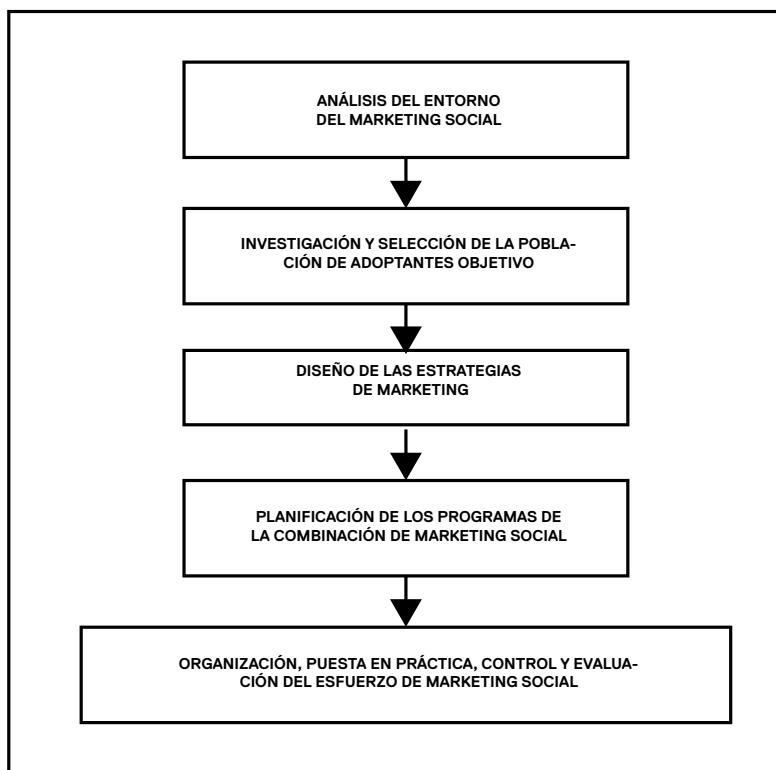 ANÁLISIS DEL ENTORNO
DEL MARKETING SOCIAL
INVESTIGACIÓN Y SELECCIÓN DE LA POBLA-
CIÓN DE ADOPTANTES OBJETIVO
DISEÑO DE LAS ESTRATEGIAS
DE MARKETING
PLANIFICACIÓN DE LOS PROGRAMAS DE
LA COMBINACIÓN DE MARKETING SOCIAL
ORGANIZACIÓN, PUESTA EN PRÁCTICA, CONTROL Y EVALUA-
CIÓN DEL ESFUERZO DE MARKETING SOCIAL